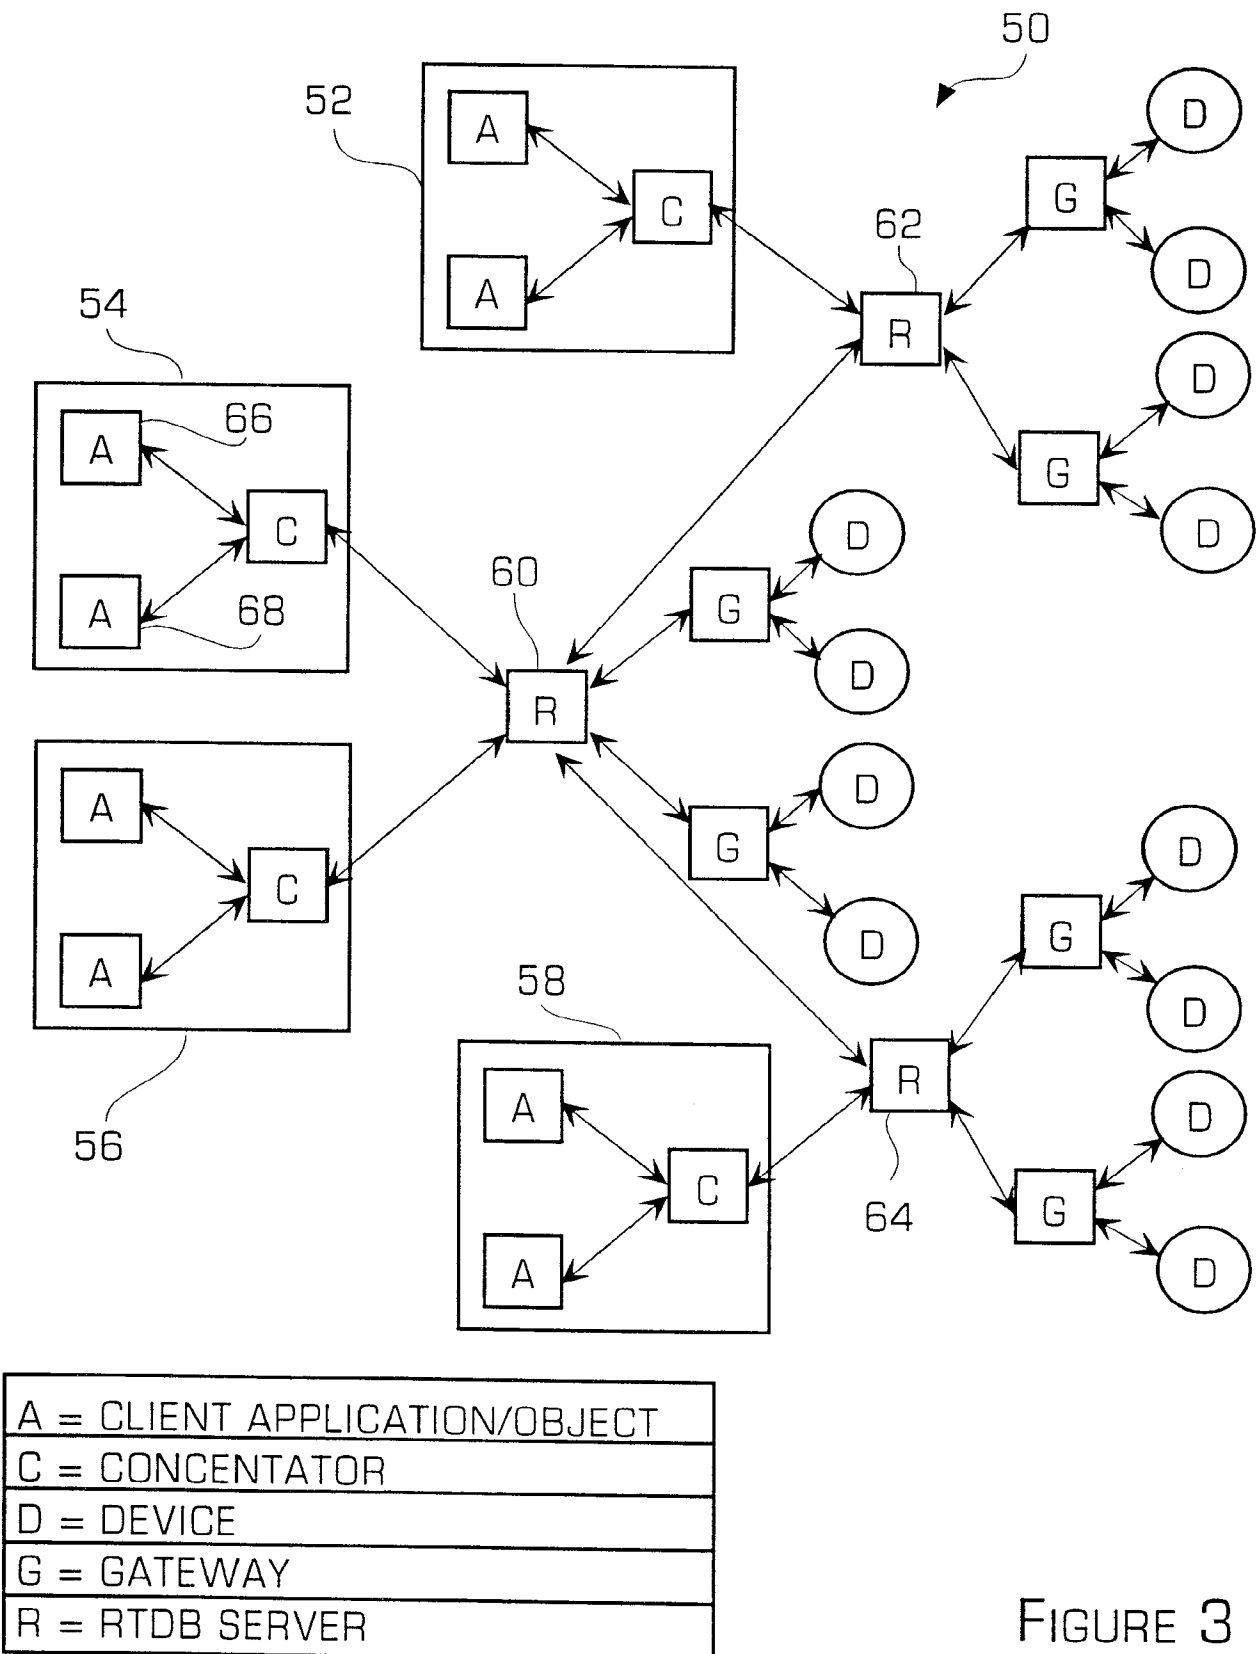 50
52
A
D
C
G
A
62
D
R
54
D
A
66
G
C
D
D
60
G
A
68
D
R
A
D
G
D
C
G
D
A
58
D
R
A
D
56
C
G
64
A
D
A = CLIENT APPLICATION/OBJECT
C = CONCENTATOR
D = DEVICE
G = GATEWAY
R = RTDB SERVER
FIGURE 3